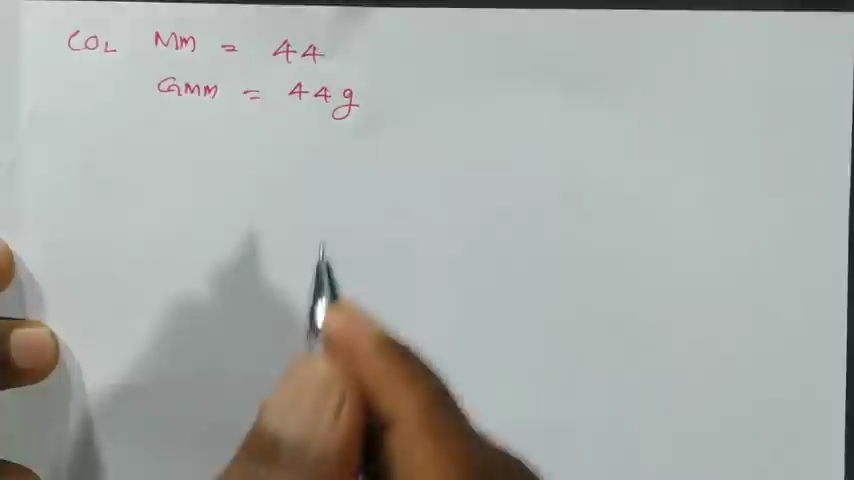 CO₂ Mm = 44
GMM = 44g